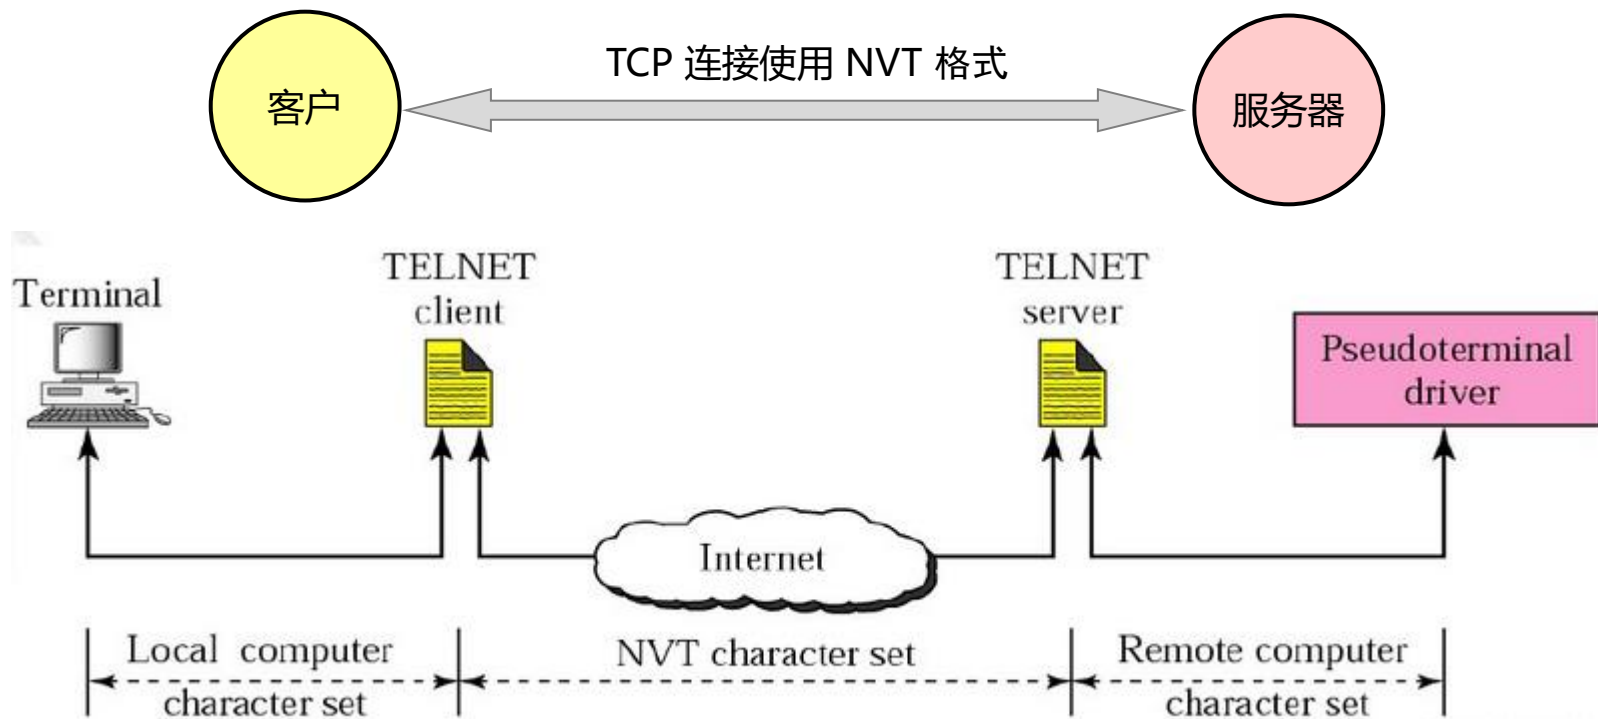 TCP 连接使用 NVT 格式
客户
服务器
TELNET
client
TELNET
server
Terminal
Pseudoterminal
driver
Internet
Local computer
character set
NVT character set
Remote computer
character set